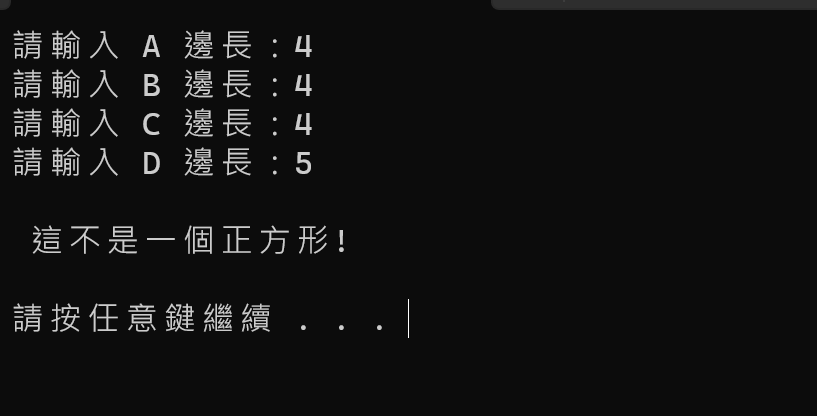 請輸入 A 邊長：4
請輸入 B 邊長：4
請輸入 C 邊長：4
請輸入 D 邊長：5
這不是一個正方形!
請按任意鍵繼續 . . .